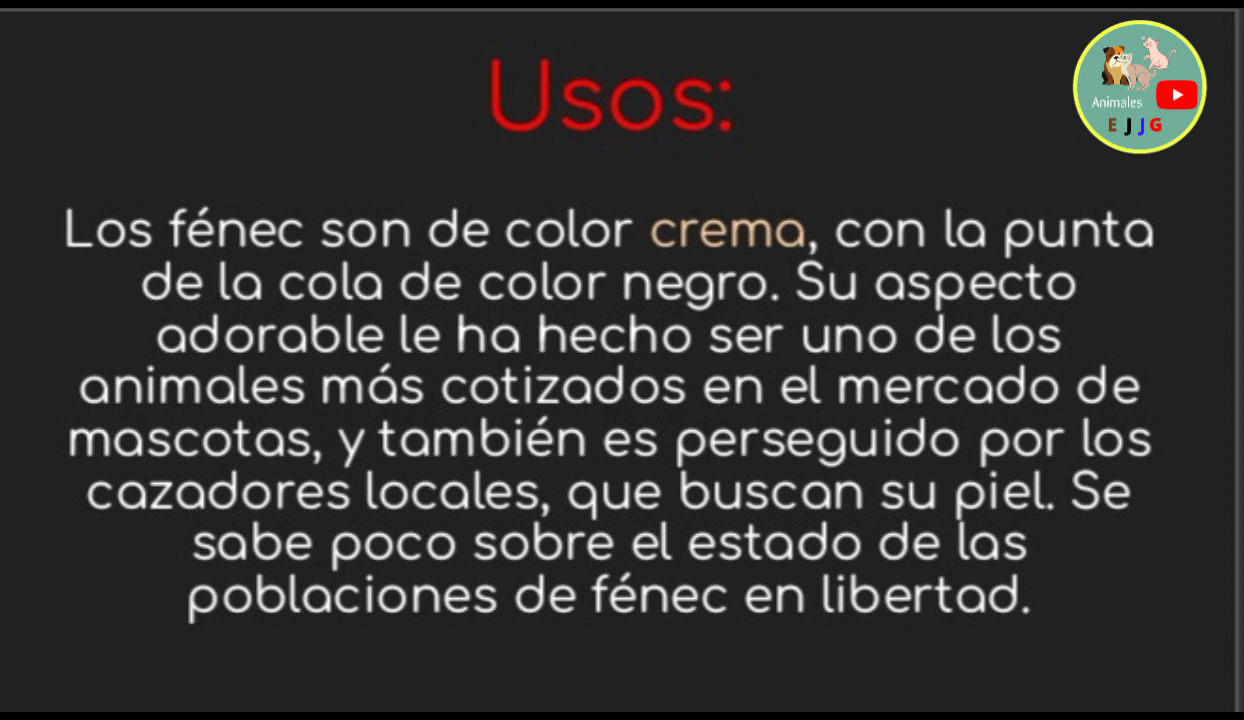 Usos:
Animales
E J J G
Los fénec son de color crema, con la punta
de la cola de color negro. Su aspecto
adorable le ha hecho ser uno de los
animales más cotizados en el mercado de
mascotas, y también es perseguido por los
cazadores locales, que buscan su piel. Se
sabe poco sobre el estado de las
poblaciones de fénec en libertad.